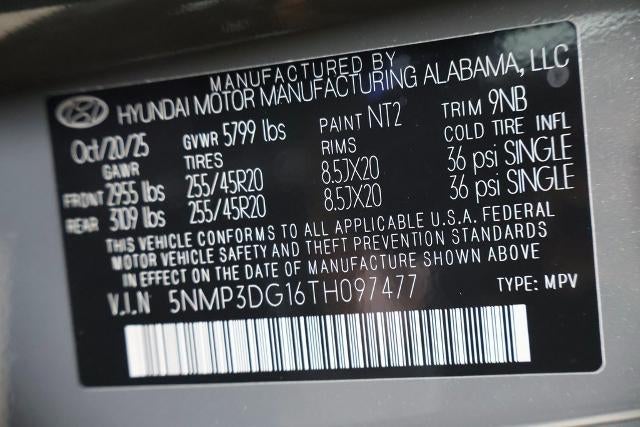 MANUFACTURED BY
HYUNDAI MOTOR MANUFACTURING ALABAMA, LLC
Oct/20/25 GVWR 5799 lbs PAINT NT2 TRIM 9NB
GAWR TIRES RIMS COLD TIRE INFL
FRONT 2955 lbs 255/45R20 8.5JX20 36 psi SINGLE
REAR 3109 lbs 255/45R20 8.5JX20 36 psi SINGLE
THIS VEHICLE CONFORMS TO ALL APPLICABLE U.S.A. FEDERAL
MOTOR VEHICLE SAFETY AND THEFT PREVENTION STANDARDS
IN EFFECT ON THE DATE OF MANUFACTURE SHOWN ABOVE
V.I.N 5NMP3DG16TH097477 TYPE: MPV